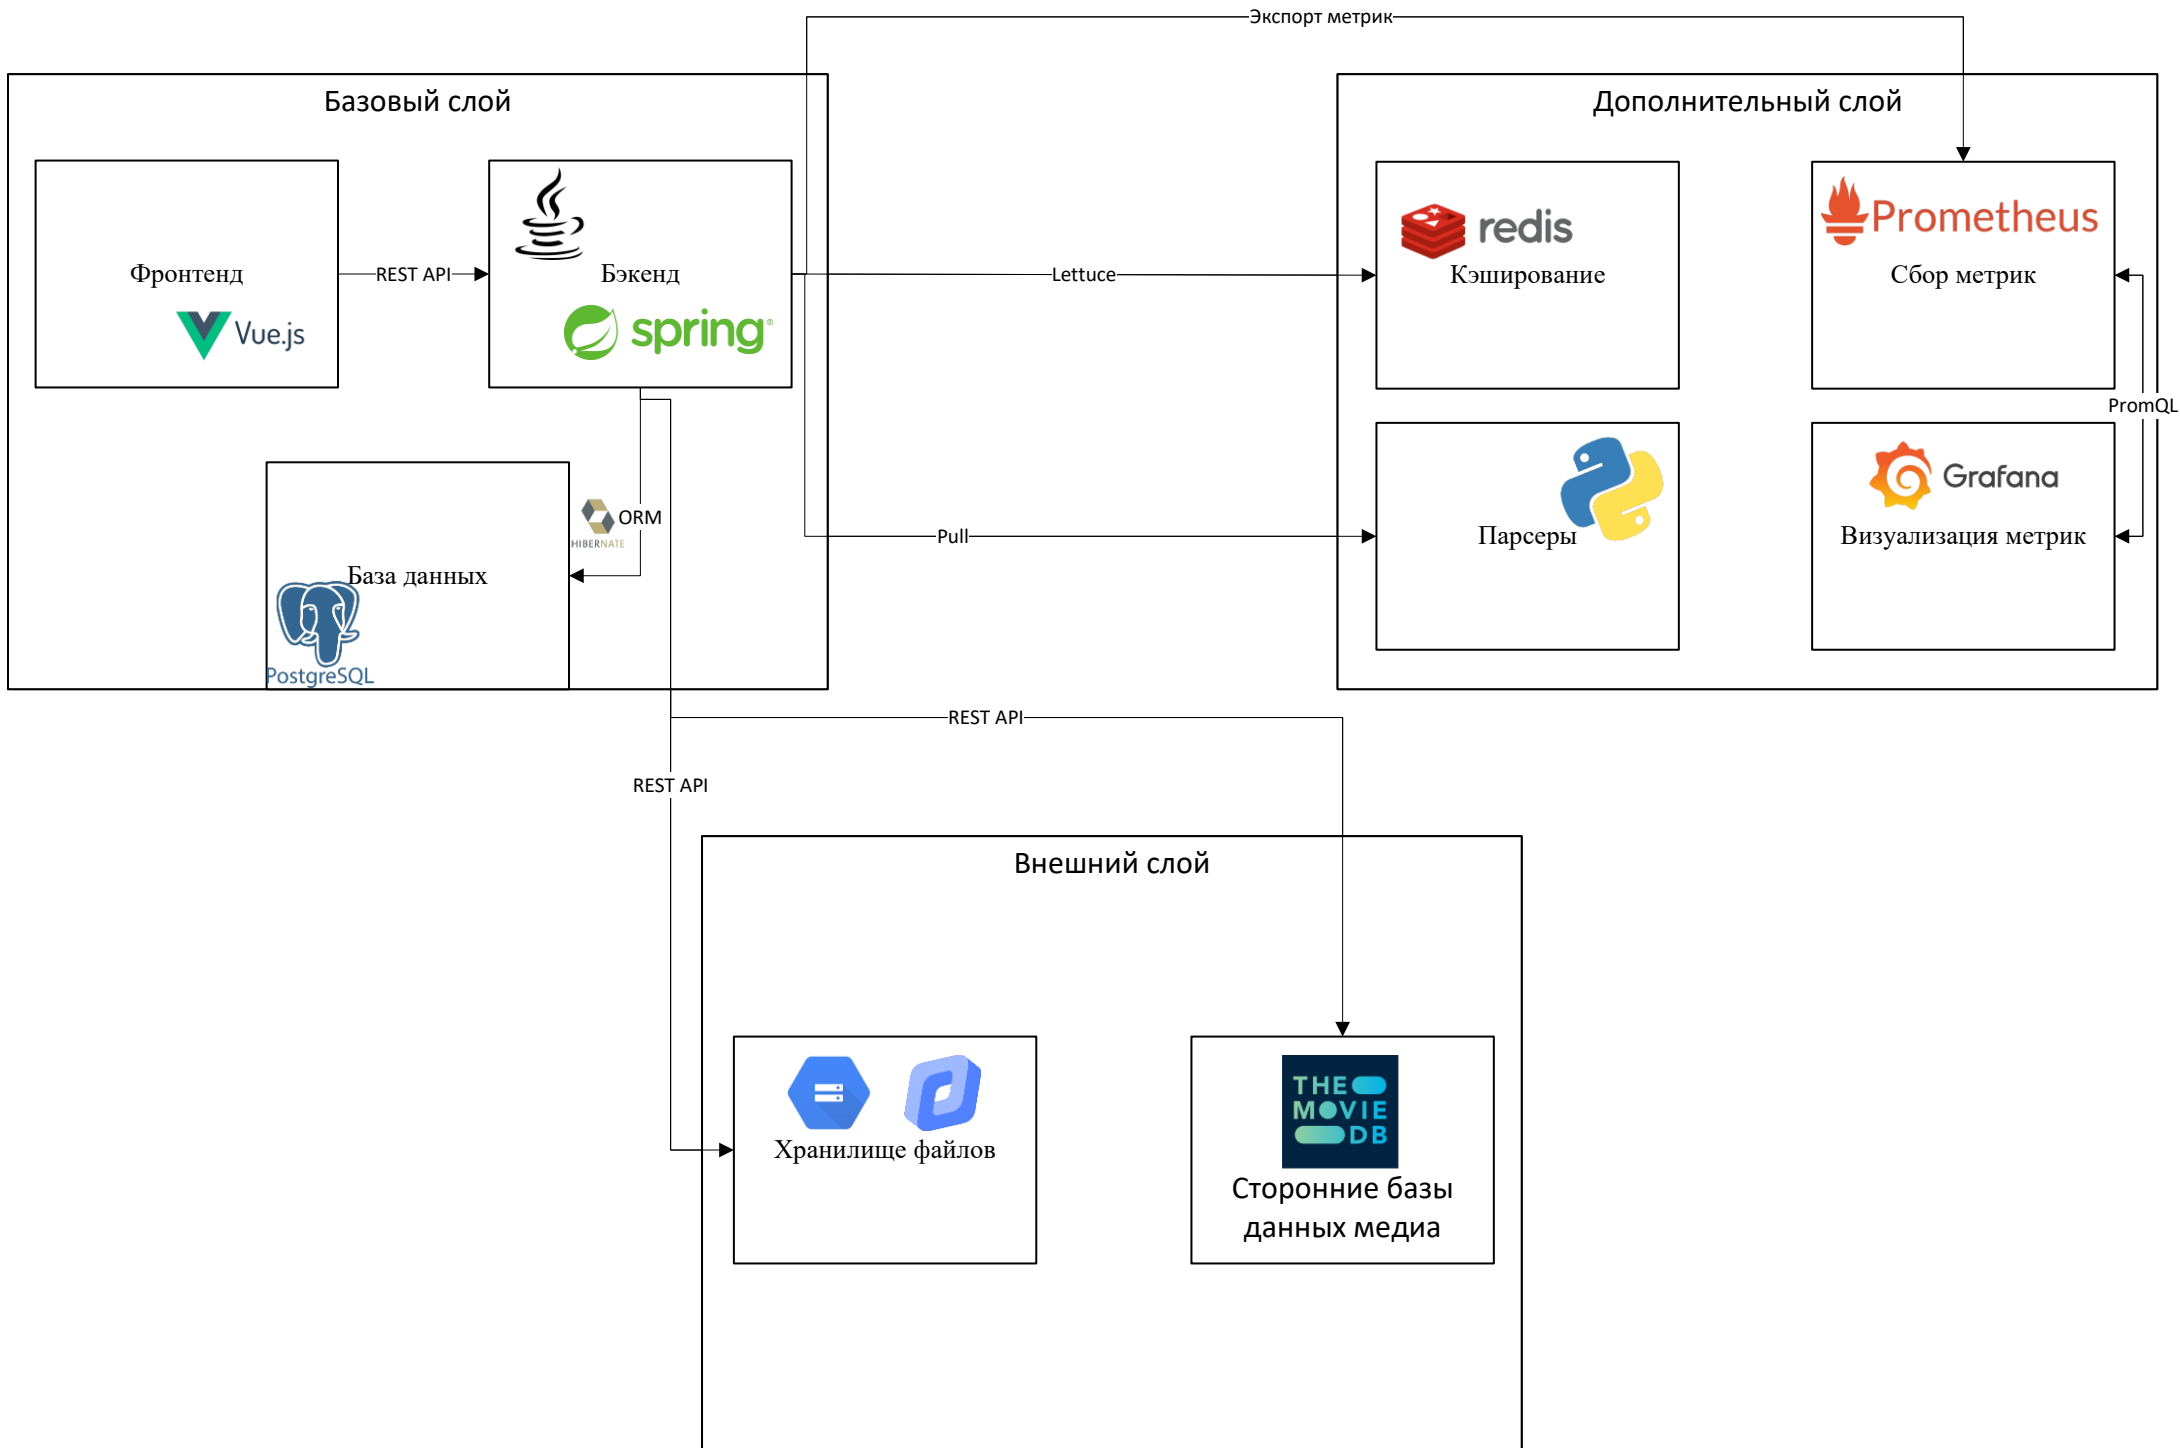 Экспорт метрик
Базовый слой
Дополнительный слой
Фронтенд
Vue.js
REST API
Бэкенд
spring
Lettuce
redis
Кэширование
Prometheus
Сбор метрик
PromQL
HIBERNATE
ORM
База данных
PostgreSQL
Pull
Парсеры
Grafana
Визуализация метрик
REST API
REST API
Внешний слой
Хранилище файлов
THE
MOVIE
DB
Сторонние базы
данных медиа